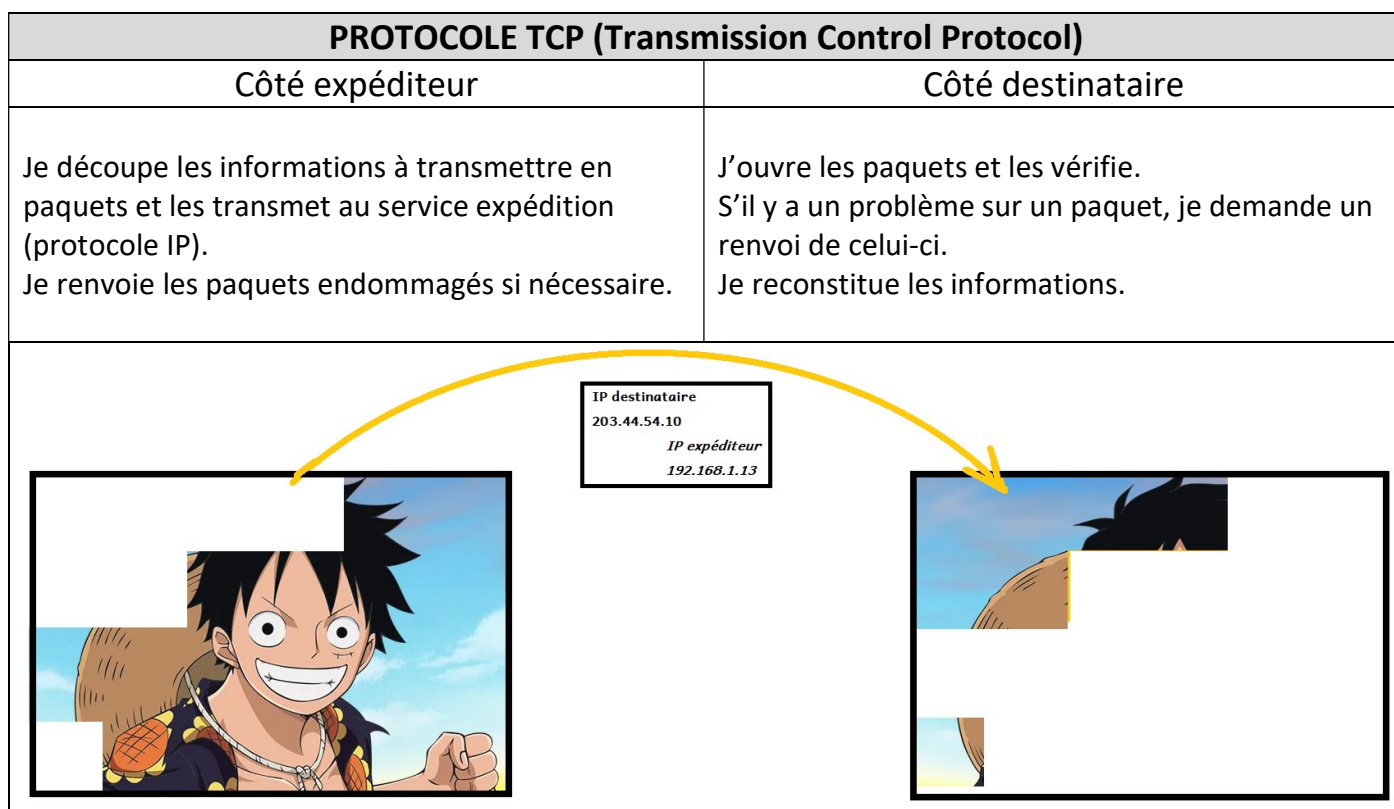 PROTOCOLE TCP (Transmission Control Protocol)
Côté expéditeur
Côté destinataire
Je découpe les informations à transmettre en
paquets et les transmet au service expédition
(protocole IP).
Je renvoie les paquets endommagés si nécessaire.
J’ouvre les paquets et les vérifie.
S’il y a un problème sur un paquet, je demande un
renvoi de celui-ci.
Je reconstitue les informations.
IP destinataire
203.44.54.10
IP expéditeur
192.168.1.13